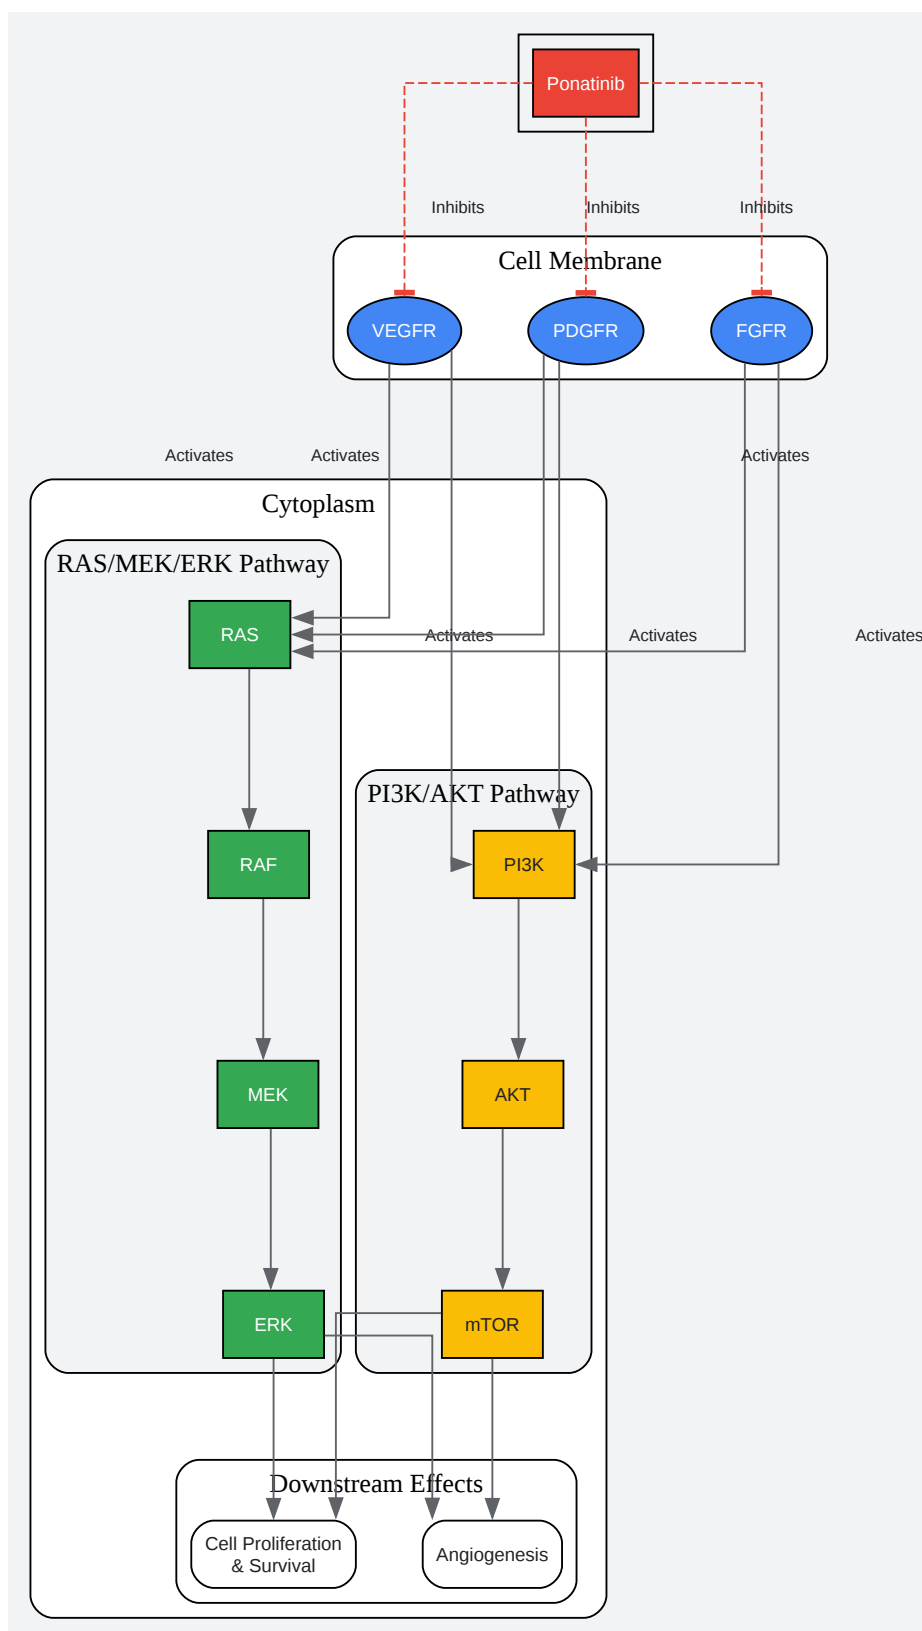 Ponatinib
Inhibits
Inhibits
Inhibits
Cell Membrane
VEGFR
PDGFR
FGFR
Activates
Activates
Activates
Cytoplasm
RAS/MEK/ERK Pathway
RAS
Activates
Activates
Activates
PI3K/AKT Pathway
RAF
PI3K
MEK
AKT
ERK
mTOR
Downstream Effects
Cell Proliferation
& Survival
Angiogenesis